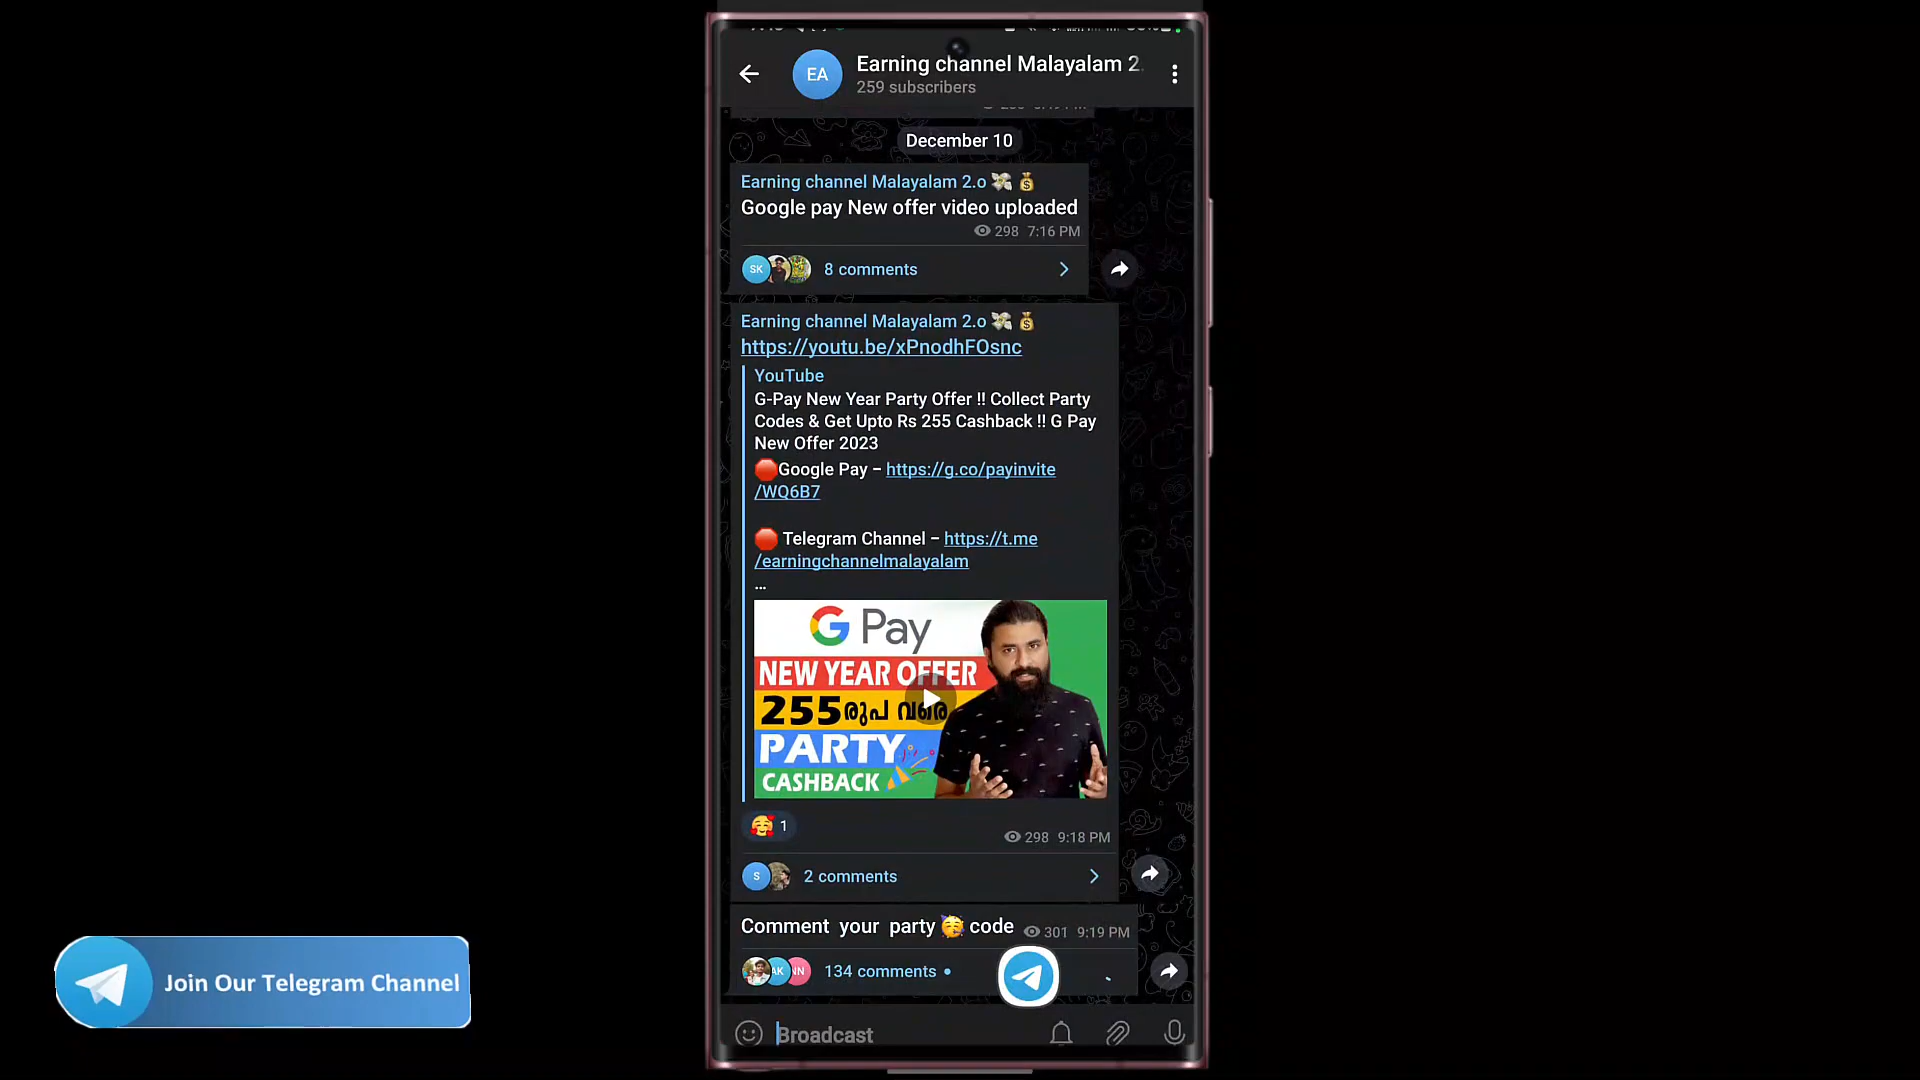 Earning channel Malayalam 2.
259 subscribers
December 10
Earning channel Malayalam 2.o 💸 💰
Google pay New offer video uploaded
298 7:16 PM
SK
8 comments
Earning channel Malayalam 2.o 💸 💰
https://youtu.be/xPnodhFOsnc
YouTube
G-Pay New Year Party Offer !! Collect Party
Codes & Get Upto Rs 255 Cashback !! G Pay
New Offer 2023
🛑Google Pay – https://g.co/payinvite
/WQ6B7
🛑 Telegram Channel – https://t.me
/earningchannelmalayalam
...
G Pay
NEW YEAR OFFER
255 രൂപ വരെ
PARTY
CASHBACK
🥰 1
298 9:18 PM
S
2 comments
Comment your party 🥳 code
301 9:19 PM
AK NN
134 comments
Broadcast
EA
Join Our Telegram Channel